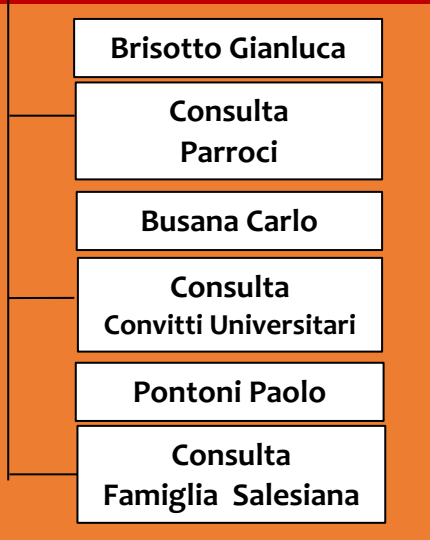 Brisotto Gianluca
Consulta
Parroci
Busana Carlo
Consulta
Convitti Universitari
Pontoni Paolo
Consulta
Famiglia Salesiana